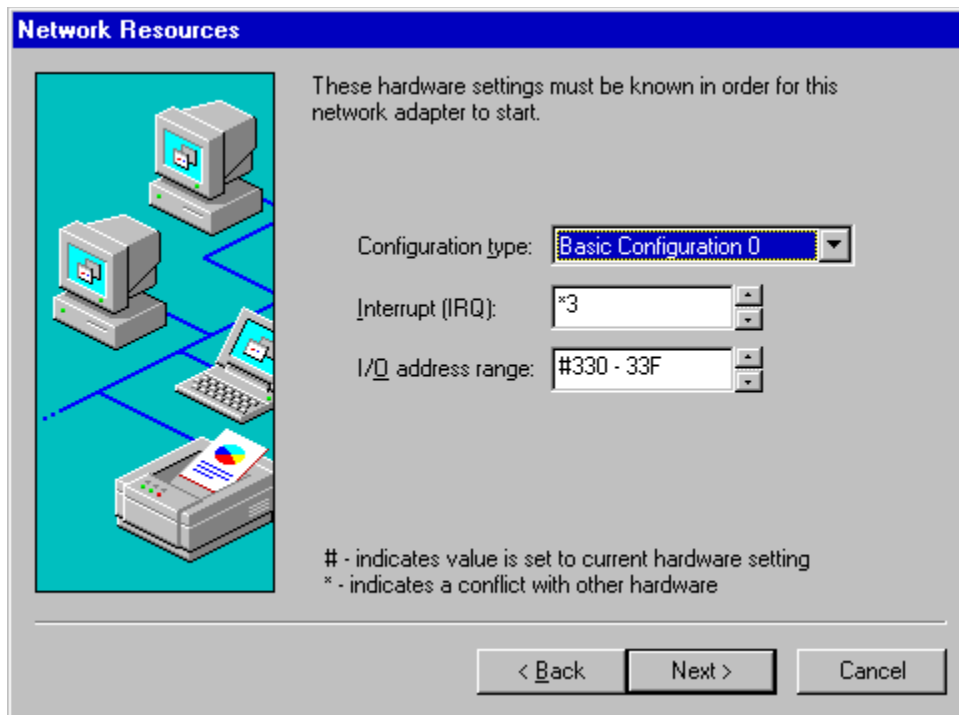 Network Resources
These hardware settings must be known in order for this
network adapter to start.
Configuration type: Basic Configuration 0
Interrupt (IRQ): *3
I/O address range: #330 - 33F
# - indicates value is set to current hardware setting
* - indicates a conflict with other hardware
< Back Next > Cancel